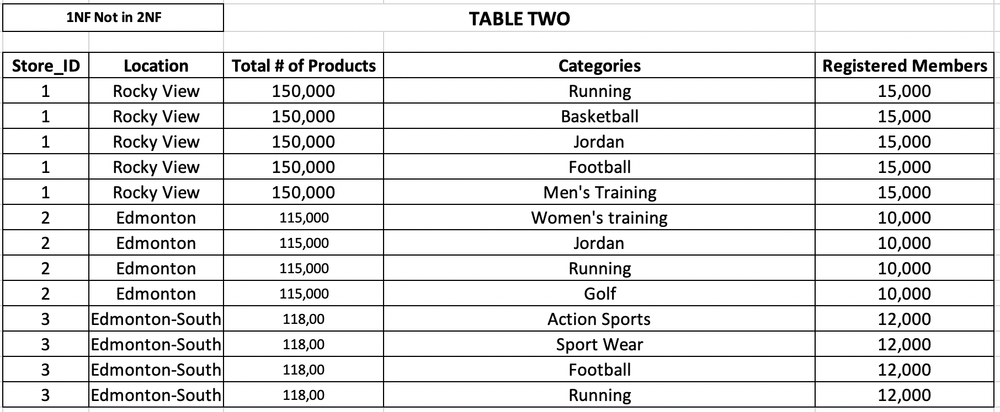 1NF Not in 2NF TABLE TWO
Store_ID Location Total # of Products Categories Registered Members
1 Rocky View 150,000 Running 15,000
1 Rocky View 150,000 Basketball 15,000
1 Rocky View 150,000 Jordan 15,000
1 Rocky View 150,000 Football 15,000
1 Rocky View 150,000 Men's Training 15,000
2 Edmonton 115,000 Women's training 10,000
2 Edmonton 115,000 Jordan 10,000
2 Edmonton 115,000 Running 10,000
2 Edmonton 115,000 Golf 10,000
3 Edmonton-South 118,00 Action Sports 12,000
3 Edmonton-South 118,00 Sport Wear 12,000
3 Edmonton-South 118,00 Football 12,000
3 Edmonton-South 118,00 Running 12,000